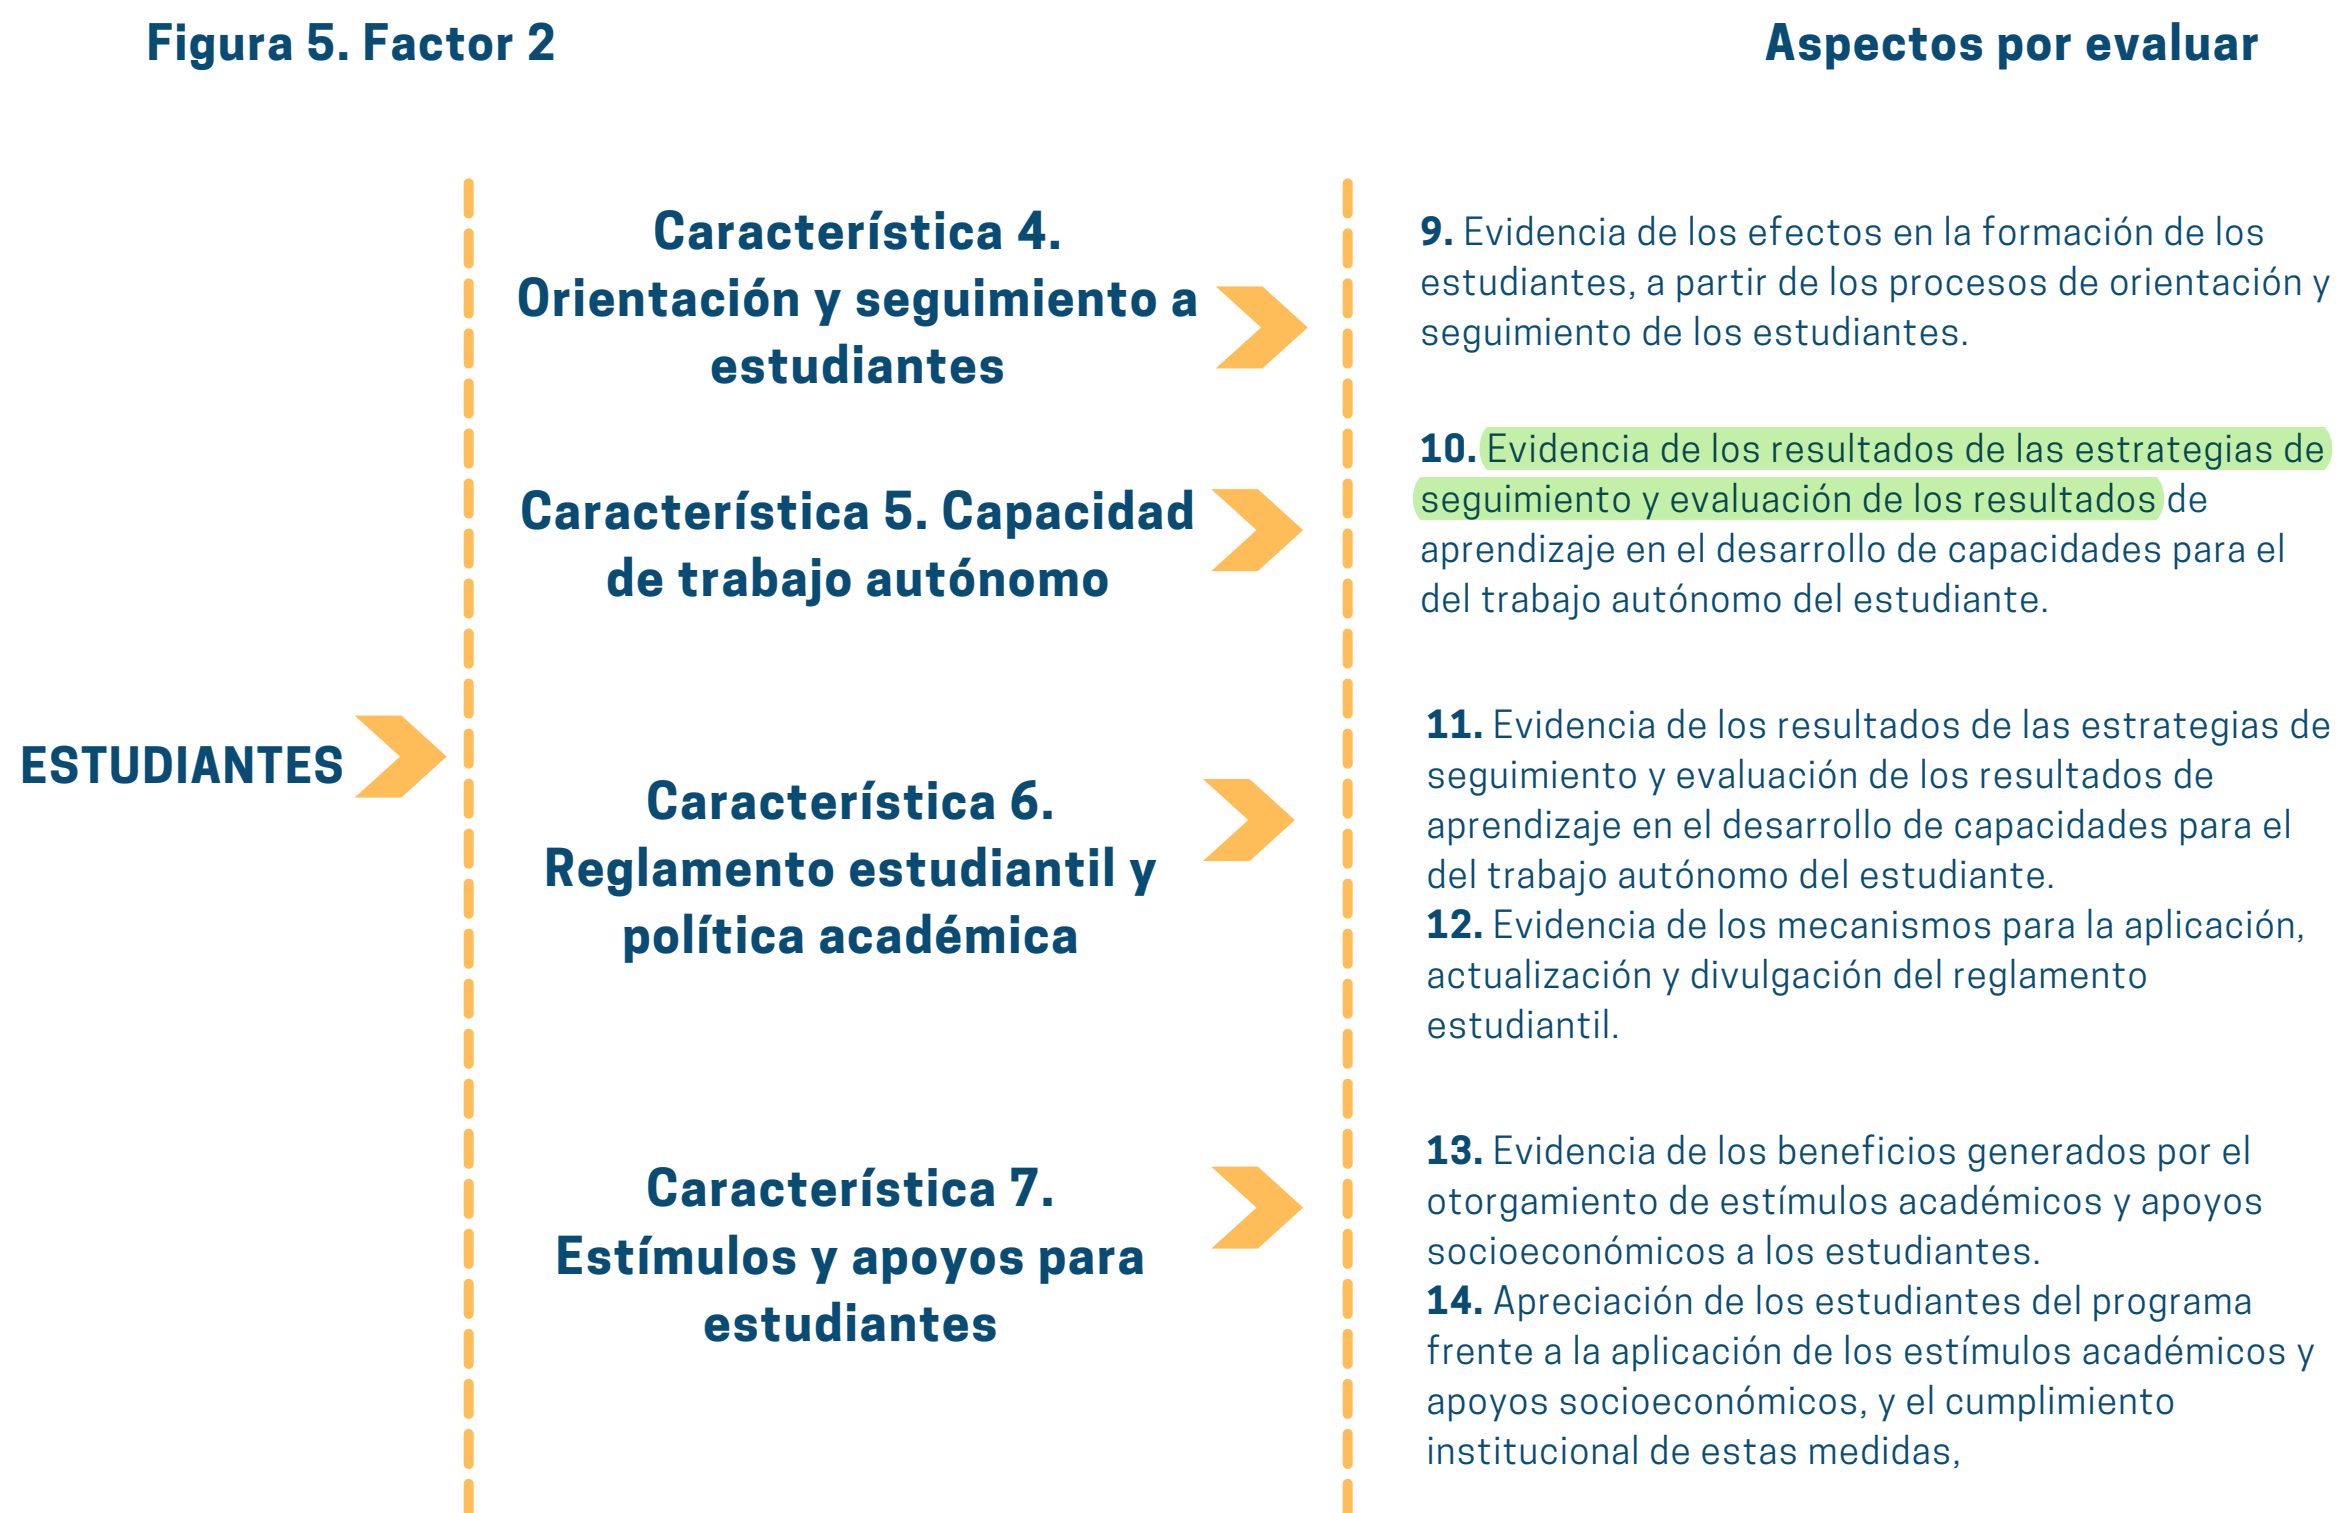 Figura 5. Factor 2
Aspectos por evaluar
ESTUDIANTES
Característica 4.
Orientación y seguimiento a
estudiantes
9. Evidencia de los efectos en la formación de los
estudiantes, a partir de los procesos de orientación y
seguimiento de los estudiantes.
Característica 5. Capacidad
de trabajo autónomo
10. Evidencia de los resultados de las estrategias de
seguimiento y evaluación de los resultados de
aprendizaje en el desarrollo de capacidades para el
del trabajo autónomo del estudiante.
Característica 6.
Reglamento estudiantil y
política académica
11. Evidencia de los resultados de las estrategias de
seguimiento y evaluación de los resultados de
aprendizaje en el desarrollo de capacidades para el
del trabajo autónomo del estudiante.
12. Evidencia de los mecanismos para la aplicación,
actualización y divulgación del reglamento
estudiantil.
Característica 7.
Estímulos y apoyos para
estudiantes
13. Evidencia de los beneficios generados por el
otorgamiento de estímulos académicos y apoyos
socioeconómicos a los estudiantes.
14. Apreciación de los estudiantes del programa
frente a la aplicación de los estímulos académicos y
apoyos socioeconómicos, y el cumplimiento
institucional de estas medidas,